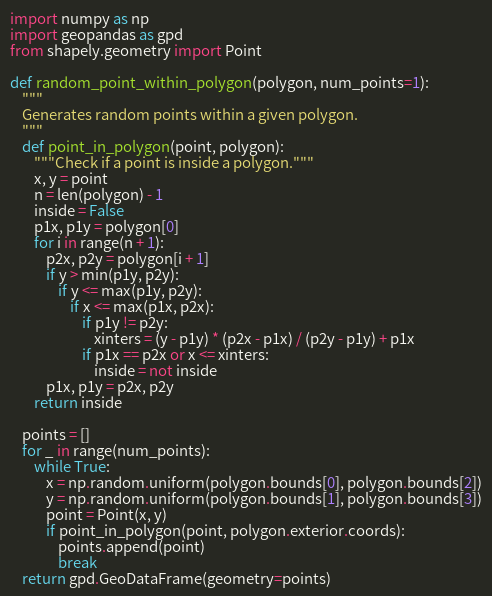 import numpy as np
import geopandas as gpd
from shapely.geometry import Point

def random_point_within_polygon(polygon, num_points=1):
    """
    Generates random points within a given polygon.
    """
    def point_in_polygon(point, polygon):
        """Check if a point is inside a polygon."""
        x, y = point
        n = len(polygon) - 1
        inside = False
        p1x, p1y = polygon[0]
        for i in range(n + 1):
            p2x, p2y = polygon[i + 1]
            if y > min(p1y, p2y):
                if y <= max(p1y, p2y):
                    if x <= max(p1x, p2x):
                        if p1y != p2y:
                            xinters = (y - p1y) * (p2x - p1x) / (p2y - p1y) + p1x
                        if p1x == p2x or x <= xinters:
                            inside = not inside
            p1x, p1y = p2x, p2y
        return inside

    points = []
    for _ in range(num_points):
        while True:
            x = np.random.uniform(polygon.bounds[0], polygon.bounds[2])
            y = np.random.uniform(polygon.bounds[1], polygon.bounds[3])
            point = Point(x, y)
            if point_in_polygon(point, polygon.exterior.coords):
                points.append(point)
                break
    return gpd.GeoDataFrame(geometry=points)